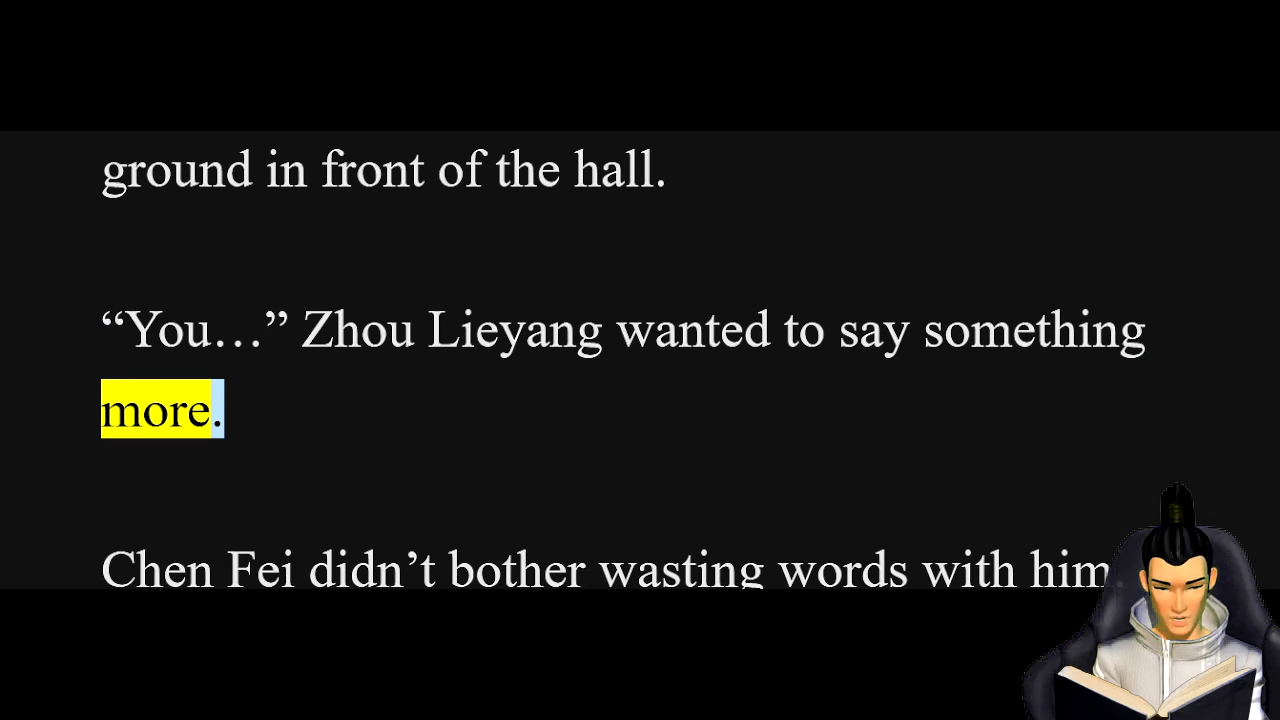 ground in front of the hall.
“You…” Zhou Lieyang wanted to say something
more.
Chen Fei didn’t bother wasting words with him.